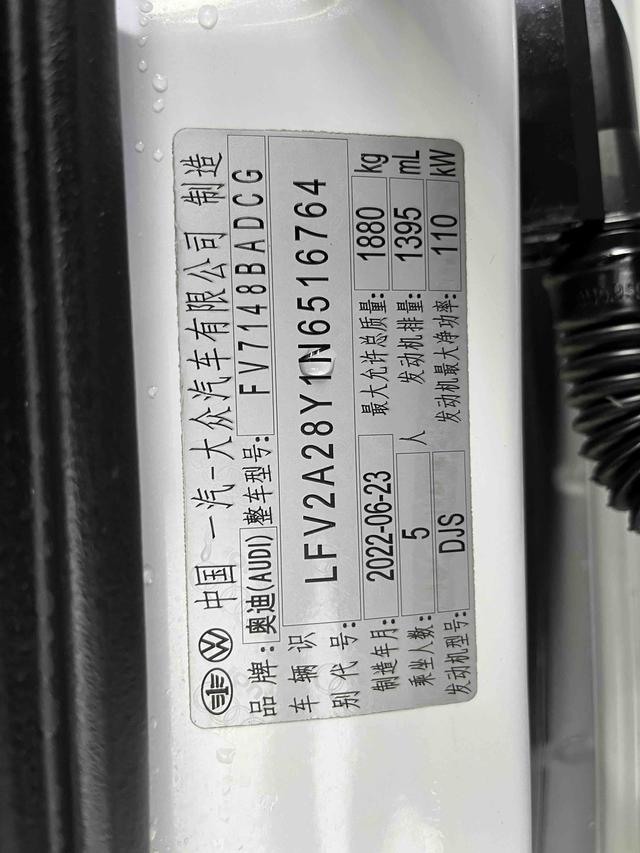 中国 一汽-大众汽车有限公司 制造
品牌: 奥迪(AUDI) 整车型号: FV7148BADCG
车辆识别代号: LFV2A28Y1N6516764
制造年月: 2022-06-23 最大允许总质量: 1880 kg
乘坐人数: 5 人 发动机排量: 1395 mL
发动机型号: DJS 发动机最大净功率: 110 kW